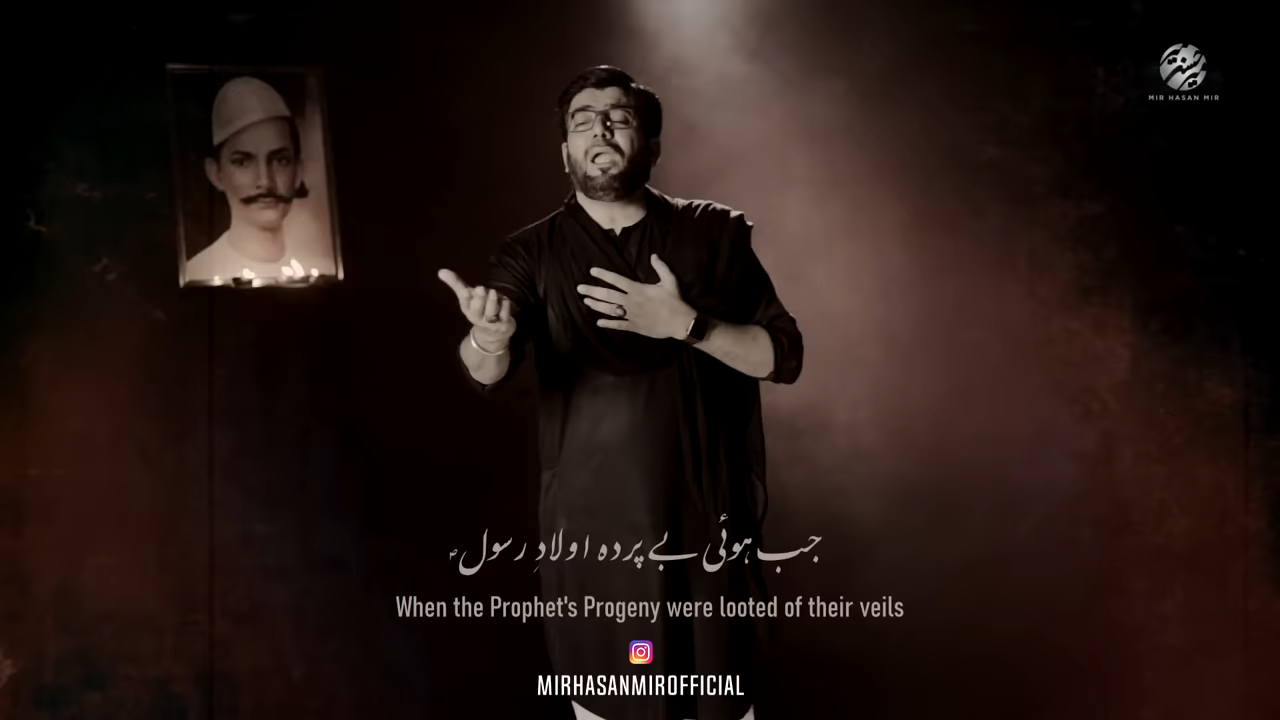 MIR HASAN MIR
جب ہوئی بے پردہ اولادِ رسولؐ
When the Prophet's Progeny were looted of their veils
MIRHASANMIROFFICIAL